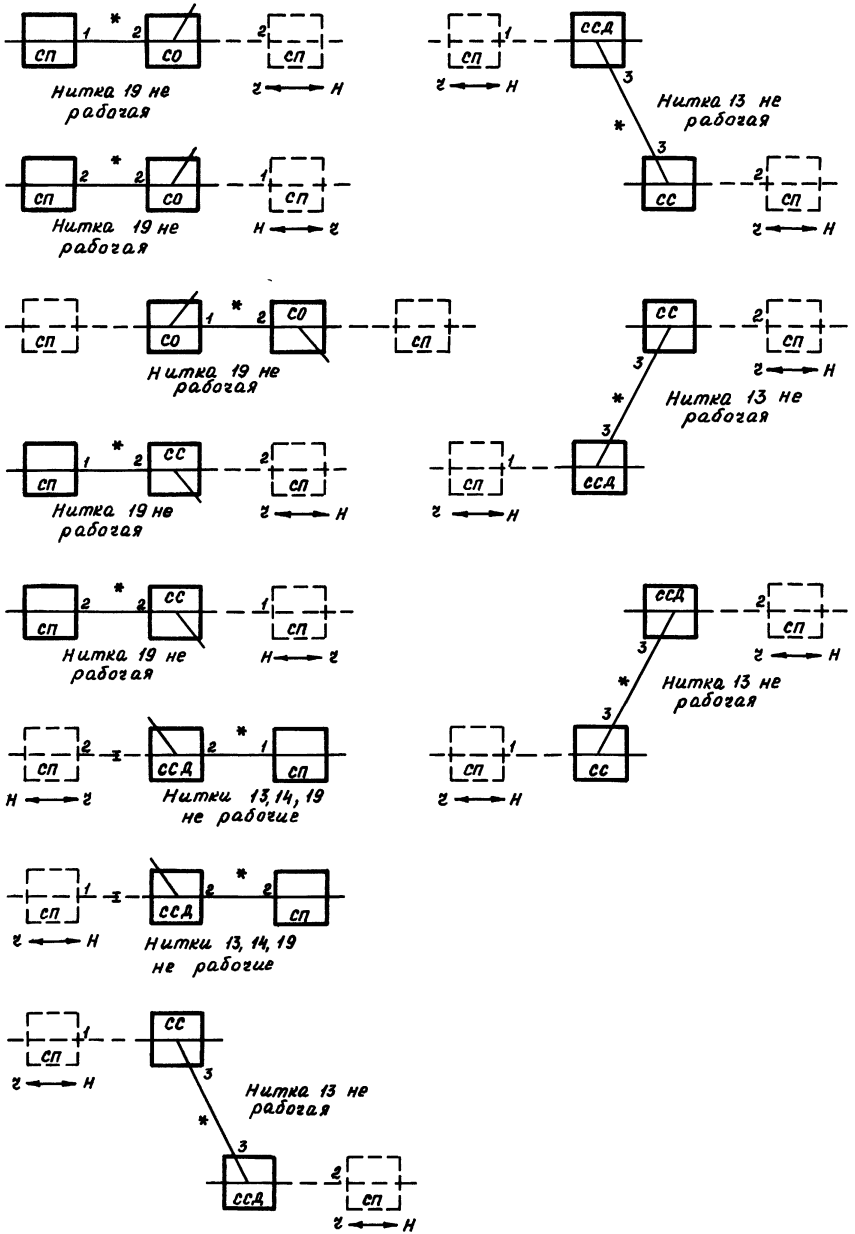 1 * 2 2
СП СО СП
Нитка 19 не
рабочая
ч ⟷ Н
2 * 2 1
СП СО СП
Нитка 19 не
рабочая
Н ⟷ ч
1 * 2 СО
СП СО СП
Нитка 19 не
рабочая
1 * 2 СС 2
СП СП
Нитка 19 не
рабочая
ч ⟷ Н
2 * 2 СС 1
СП СП
Нитка 19 не
рабочая
Н ⟷ ч
2 2 * 1
СП ССД СП
Н ⟷ ч
Нитки 13, 14, 19
не рабочие
1 2 * 2
СП ССД СП
ч ⟷ Н
Нитки 13, 14, 19
не рабочие
1 СС
СП
ч ⟷ Н
3
Нитка 13 не
рабочая
*
3
2
ССД СП
ч ⟷ Н
1 ССД
СП
ч ⟷ Н
3
Нитка 13 не
рабочая
*
3
2
СС СП
ч ⟷ Н
СС 2
СП
3
ч ⟷ Н
*
Нитка 13 не
рабочая
3
1
СП ССД
ч ⟷ Н
ССД 2
СП
3
ч ⟷ Н
*
Нитка 13 не
рабочая
3
1
СП СС
ч ⟷ Н